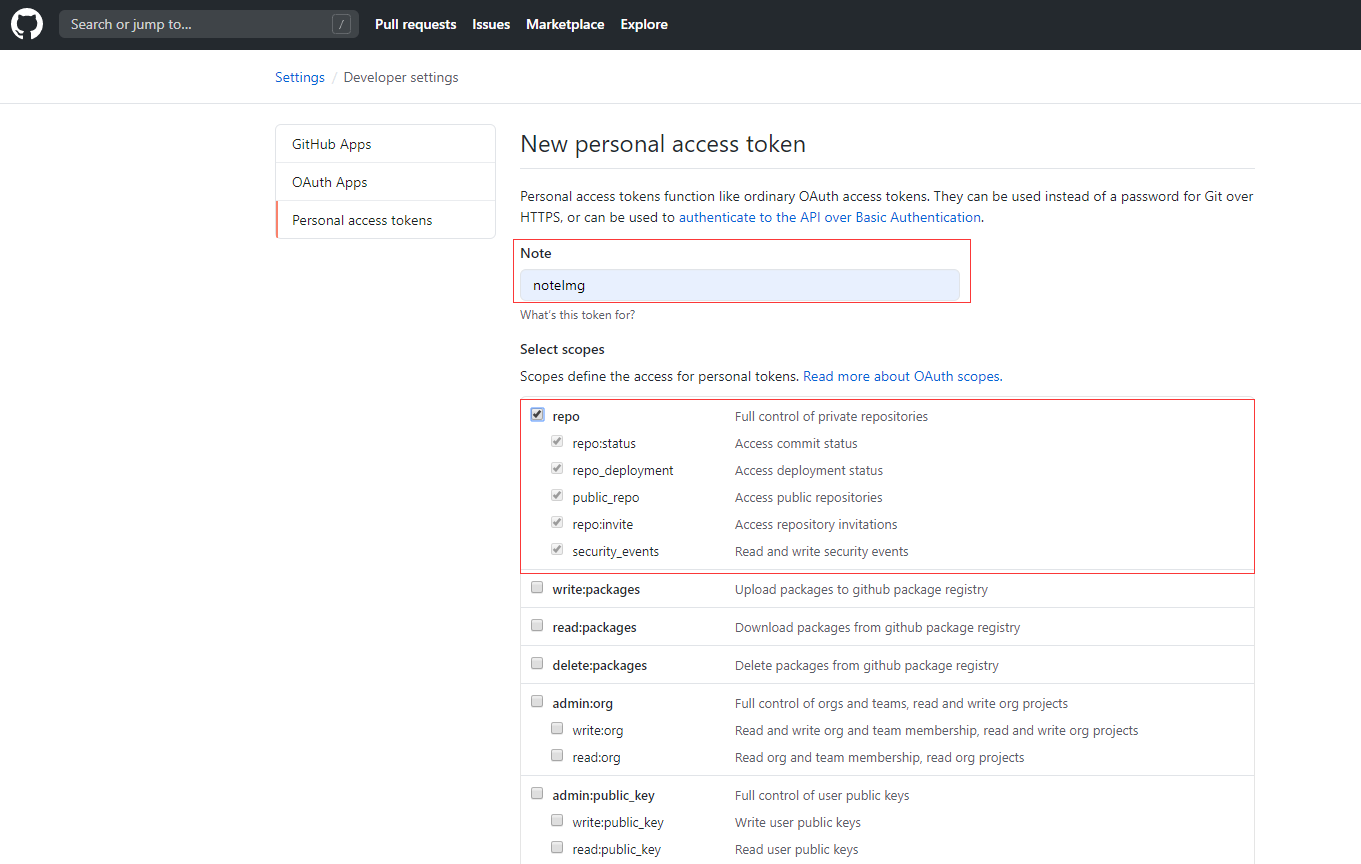 Search or jump to...
/
Pull requests
Issues
Marketplace
Explore
Settings / Developer settings
GitHub Apps
OAuth Apps
Personal access tokens
New personal access token
Personal access tokens function like ordinary OAuth access tokens. They can be used instead of a password for Git over
HTTPS, or can be used to authenticate to the API over Basic Authentication.
Note
noteImg
What's this token for?
Select scopes
Scopes define the access for personal tokens. Read more about OAuth scopes.
repo Full control of private repositories
repo:status Access commit status
repo_deployment Access deployment status
public_repo Access public repositories
repo:invite Access repository invitations
security_events Read and write security events
write:packages Upload packages to github package registry
read:packages Download packages from github package registry
delete:packages Delete packages from github package registry
admin:org Full control of orgs and teams, read and write org projects
write:org Read and write org and team membership, read and write org projects
read:org Read org and team membership, read org projects
admin:public_key Full control of user public keys
write:public_key Write user public keys
read:public_key Read user public keys